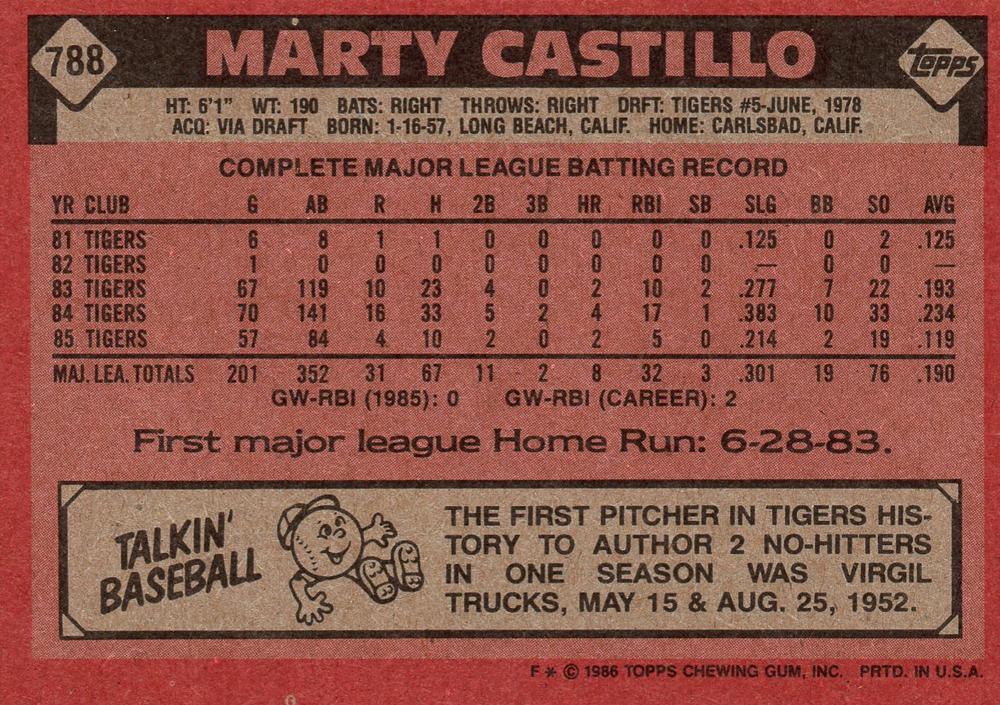 788 MARTY CASTILLO TOPPS
HT: 6'1" WT: 190 BATS: RIGHT THROWS: RIGHT DRFT: TIGERS #5-JUNE, 1978
ACQ: VIA DRAFT BORN: 1-16-57, LONG BEACH, CALIF. HOME: CARLSBAD, CALIF.
COMPLETE MAJOR LEAGUE BATTING RECORD
YR CLUB G AB R H 2B 3B HR RBI SB SLG BB SO AVG
81 TIGERS 6 8 1 1 0 0 0 0 0 .125 0 2 .125
82 TIGERS 1 0 0 0 0 0 0 0 0 — 0 0 —
83 TIGERS 67 119 10 23 4 0 2 10 2 .277 7 22 .193
84 TIGERS 70 141 16 33 5 2 4 17 1 .383 10 33 .234
85 TIGERS 57 84 4 10 2 0 2 5 0 .214 2 19 .119
MAJ. LEA. TOTALS 201 352 31 67 11 2 8 32 3 .301 19 76 .190
GW-RBI (1985): 0 GW-RBI (CAREER): 2
First major league Home Run: 6-28-83.
TALKIN'
BASEBALL
THE FIRST PITCHER IN TIGERS HIS-
TORY TO AUTHOR 2 NO-HITTERS
IN ONE SEASON WAS VIRGIL
TRUCKS, MAY 15 & AUG. 25, 1952.
F * © 1986 TOPPS CHEWING GUM, INC. PRTD. IN U.S.A.